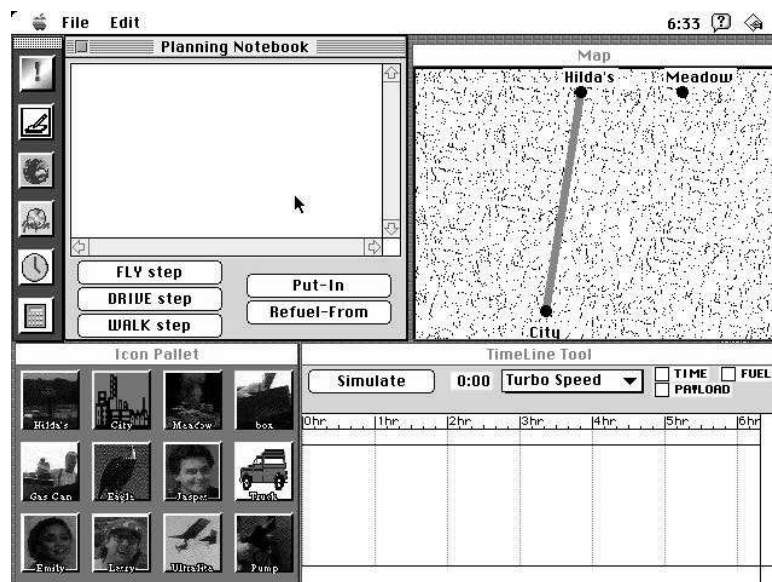 File Edit 6:33
Planning Notebook
Map
Hilda's Meadow
FLY step
DRIVE step
WALK step
Put-In
Refuel-From
City
Icon Pallet
Hilda's City Meadow box
Gas Can Eagle Jasper Truck
Emily Larry Ultralite Pump
TimeLine Tool
Simulate 0:00 Turbo Speed TIME FUEL
PAYLOAD
0hr 1hr 2hr 3hr 4hr 5hr 6hr